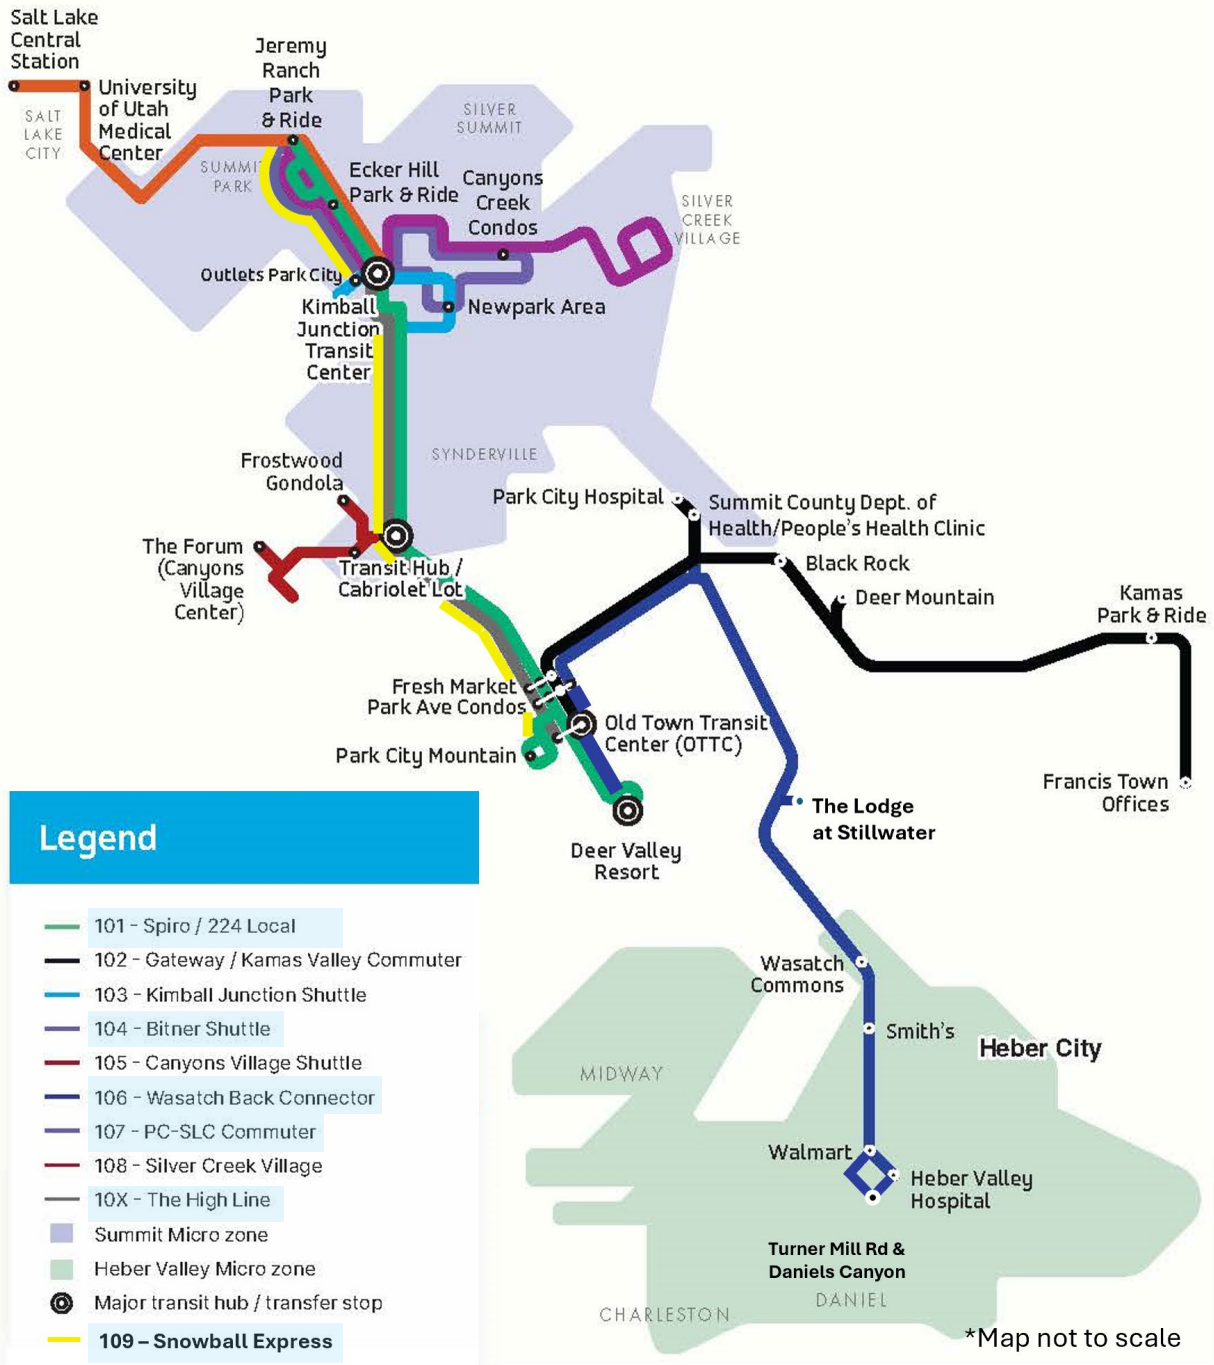 Salt Lake
Central
Station
University
of Utah
Medical
Center
SALT
LAKE
CITY
Jeremy
Ranch
Park
& Ride
SUMMIT
PARK
SILVER
SUMMIT
Ecker Hill
Park & Ride
Canyons
Creek
Condos
SILVER
CREEK
VILLAGE
Outlets Park City
Kimball
Junction
Transit
Center
Newpark Area
SYNDERVILLE
Frostwood
Gondola
The Forum
(Canyons
Village
Center)
Transit Hub /
Cabriolet Lot
Park City Hospital
Summit County Dept. of
Health/People's Health Clinic
Black Rock
Deer Mountain
Kamas
Park & Ride
Francis Town
Offices
Fresh Market
Park Ave Condos
Park City Mountain
Old Town Transit
Center (OTTC)
Deer Valley
Resort
The Lodge
at Stillwater
Wasatch
Commons
Smith's
Heber City
MIDWAY
Walmart
Heber Valley
Hospital
Turner Mill Rd &
Daniels Canyon
DANIEL
CHARLESTON
*Map not to scale
Legend
101 - Spiro / 224 Local
102 - Gateway / Kamas Valley Commuter
103 - Kimball Junction Shuttle
104 - Bitner Shuttle
105 - Canyons Village Shuttle
106 - Wasatch Back Connector
107 - PC-SLC Commuter
108 - Silver Creek Village
10X - The High Line
Summit Micro zone
Heber Valley Micro zone
Major transit hub / transfer stop
109 – Snowball Express